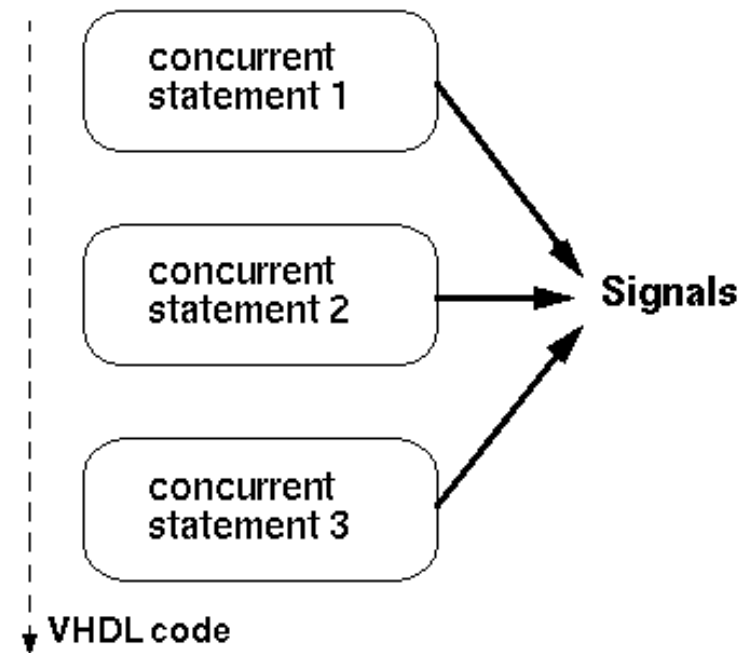 concurrent
statement 1
concurrent
statement 2
Signals
concurrent
statement 3
VHDL code